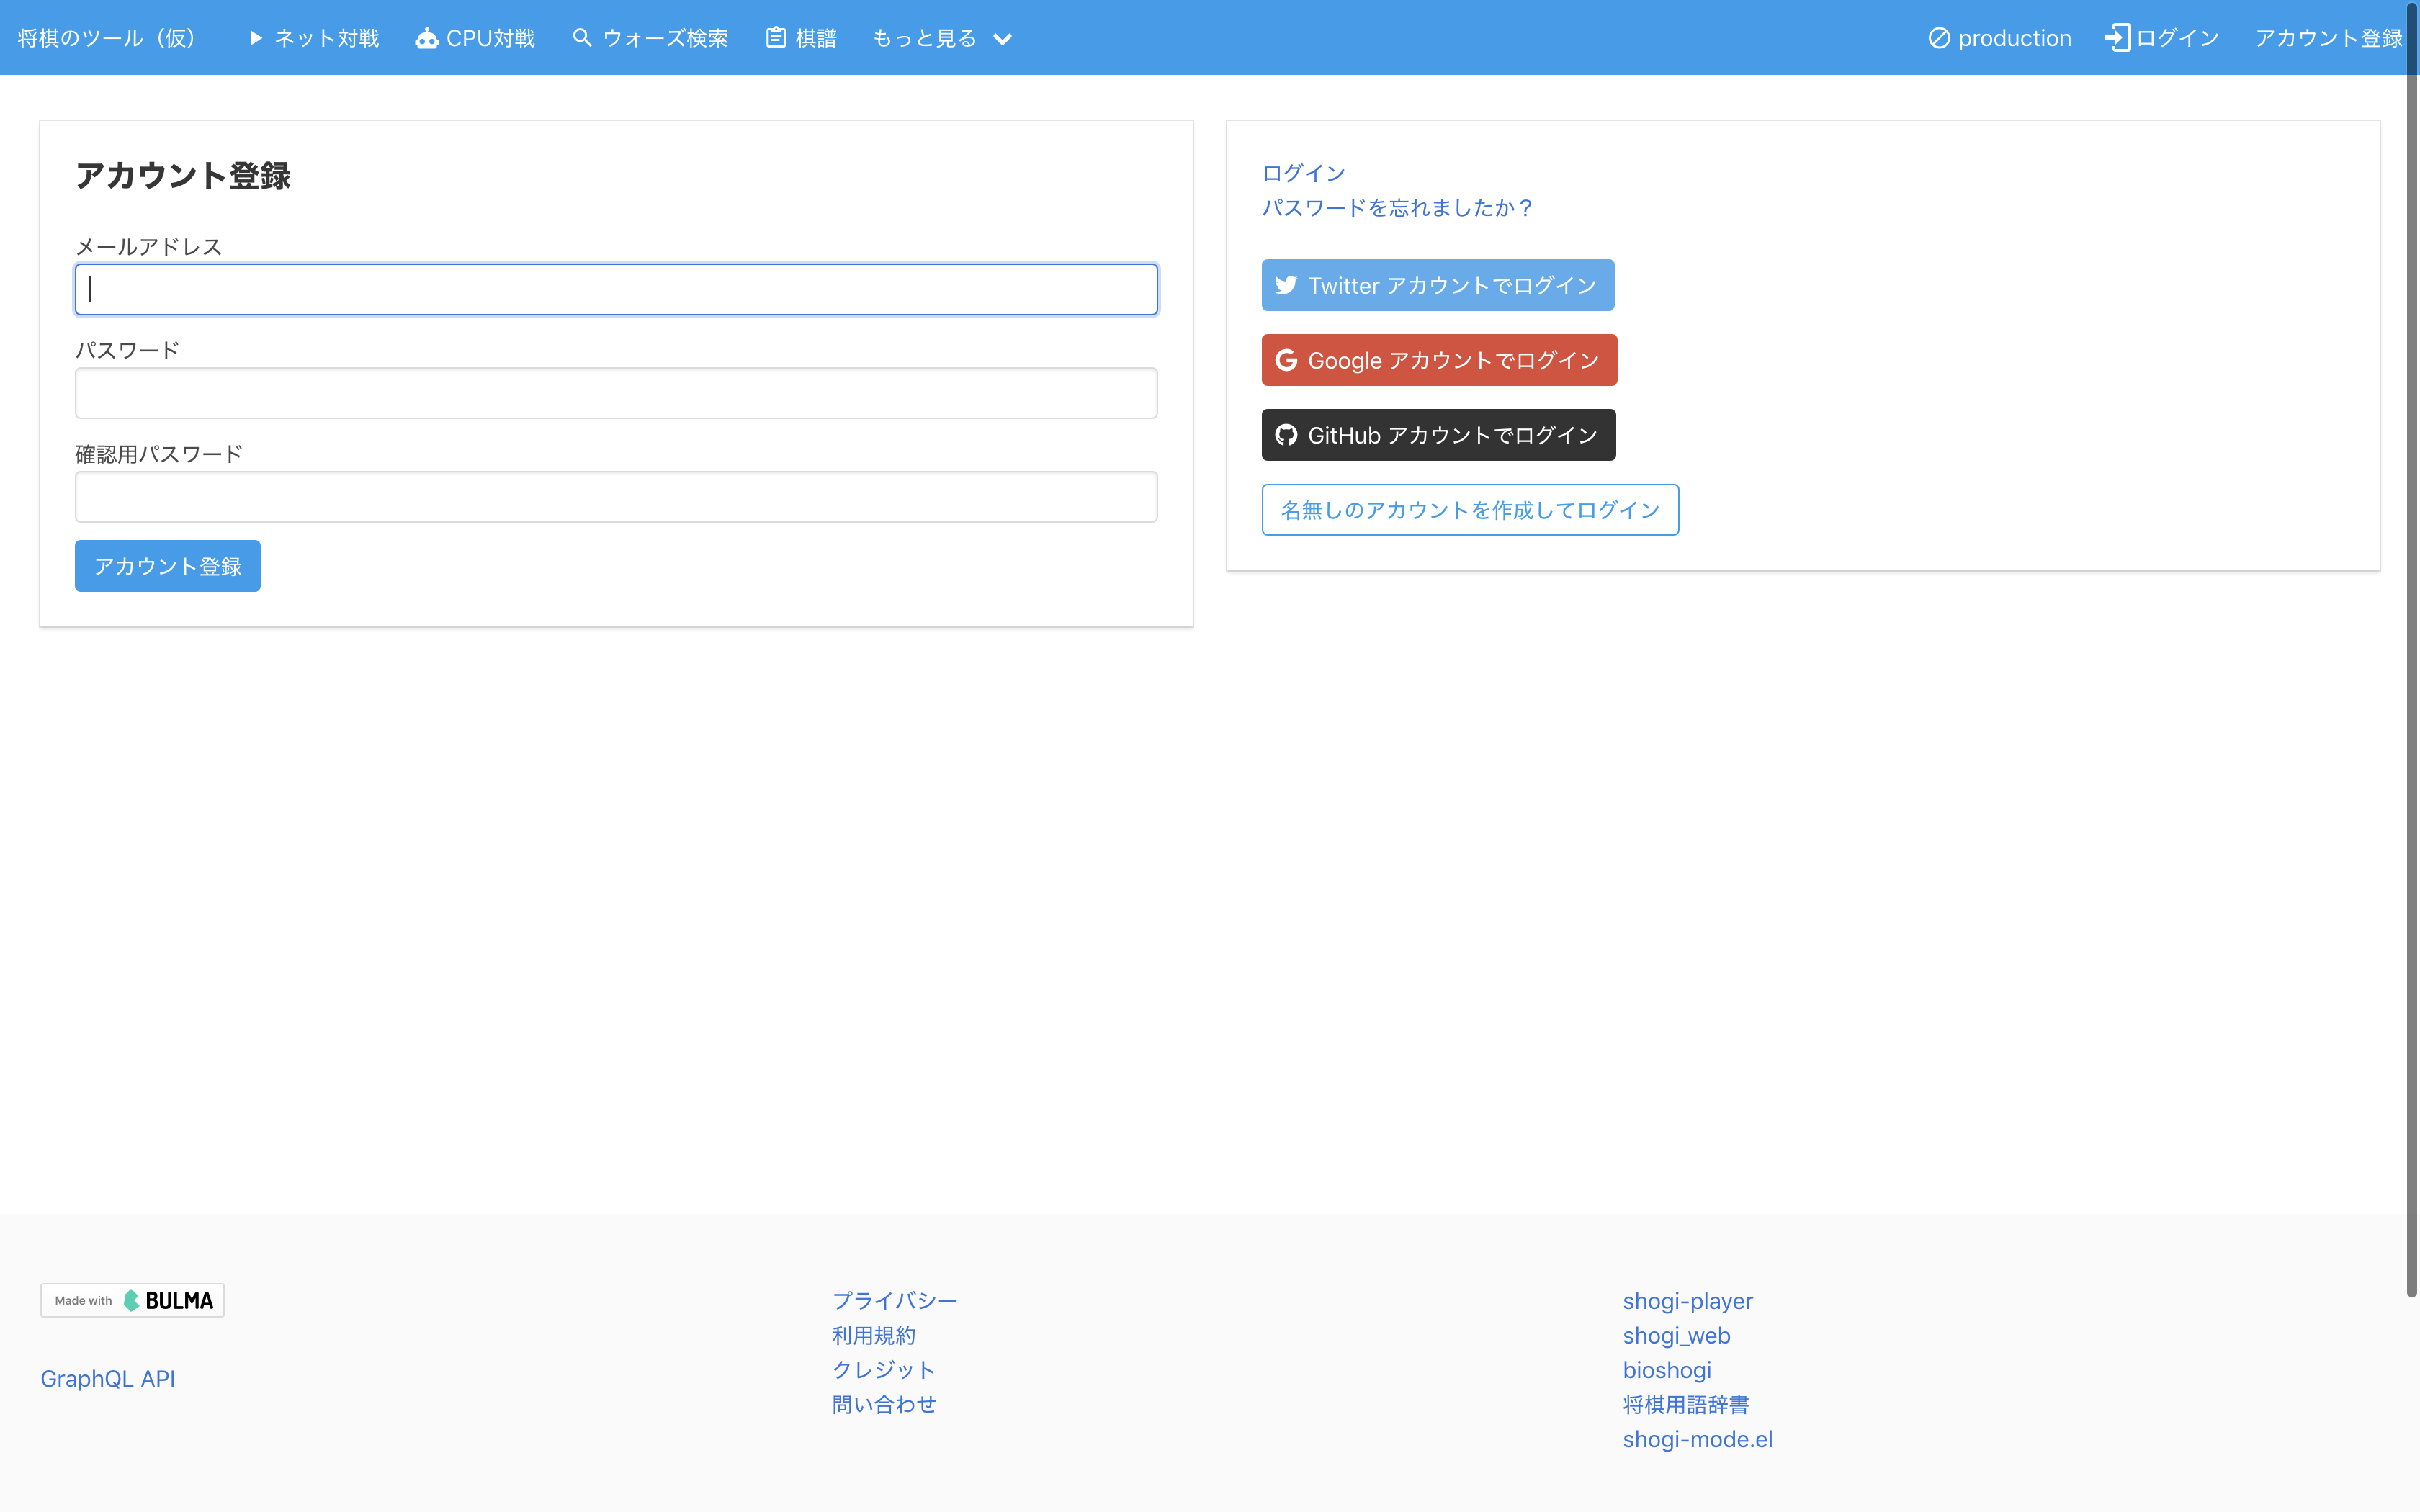 将棋のツール（仮） ネット対戦 CPU対戦 ウォーズ検索 棋譜 もっと見る production ログイン アカウント登録
アカウント登録
メールアドレス
パスワード
確認用パスワード
アカウント登録
ログイン
パスワードを忘れましたか？
Twitter アカウントでログイン
Google アカウントでログイン
GitHub アカウントでログイン
名無しのアカウントを作成してログイン
Made with BULMA
GraphQL API
プライバシー
利用規約
クレジット
問い合わせ
shogi-player
shogi_web
bioshogi
将棋用語辞書
shogi-mode.el